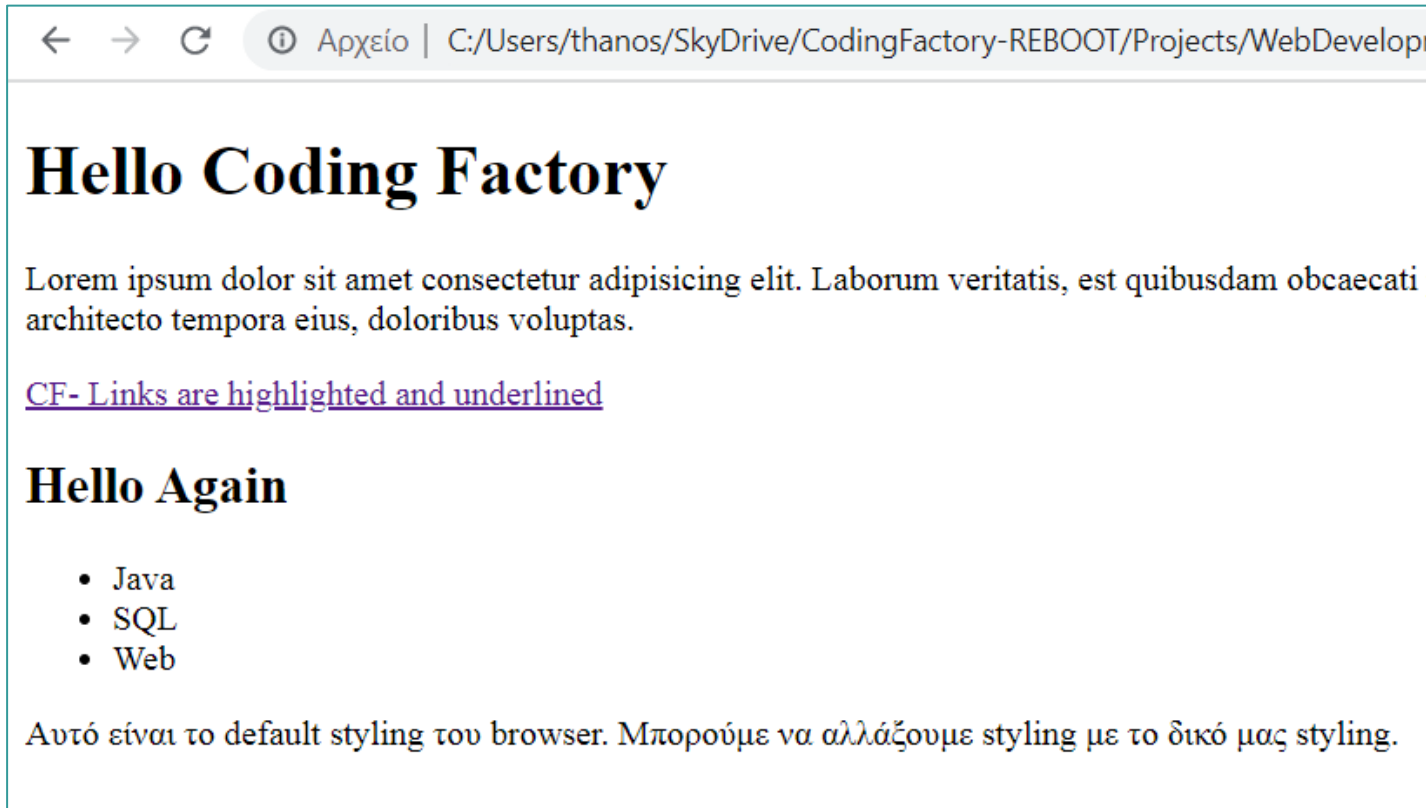 Αρχείο | C:/Users/thanos/SkyDrive/CodingFactory-REBOOT/Projects/WebDevelop
Hello Coding Factory
Lorem ipsum dolor sit amet consectetur adipisicing elit. Laborum veritatis, est quibusdam obcaecati
architecto tempora eius, doloribus voluptas.
CF- Links are highlighted and underlined
Hello Again
• Java
• SQL
• Web
Αυτό είναι το default styling του browser. Μπορούμε να αλλάξουμε styling με το δικό μας styling.